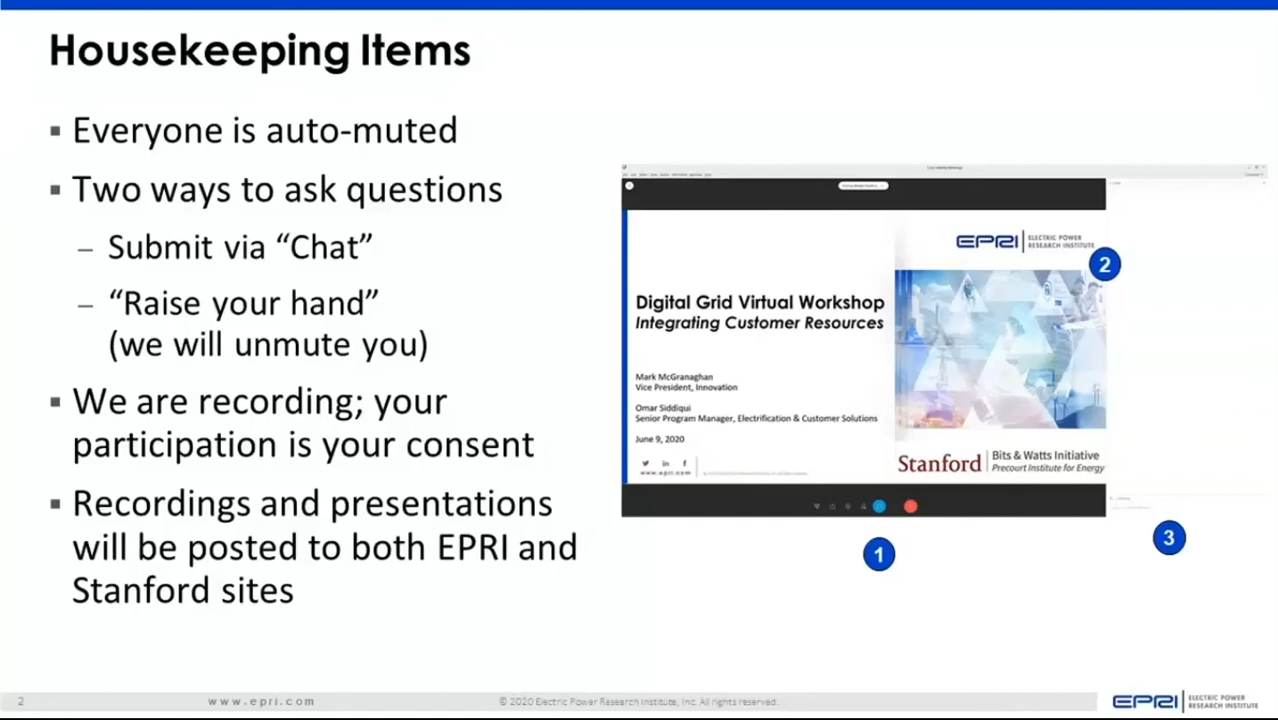 Housekeeping Items
▪ Everyone is auto-muted
▪ Two ways to ask questions
– Submit via “Chat”
– “Raise your hand”
(we will unmute you)
▪ We are recording; your
participation is your consent
▪ Recordings and presentations
will be posted to both EPRI and
Stanford sites
EPRI | ELECTRIC POWER
RESEARCH INSTITUTE
2
Digital Grid Virtual Workshop
Integrating Customer Resources
Mark McGranaghan
Vice President, Innovation
Omar Siddiqui
Senior Program Manager, Electrification & Customer Solutions
June 9, 2020
www.epri.com
Stanford | Bits & Watts Initiative
Precourt Institute for Energy
1
3
2
www.epri.com
© 2020 Electric Power Research Institute, Inc. All rights reserved.
EPRI | ELECTRIC POWER
RESEARCH INSTITUTE